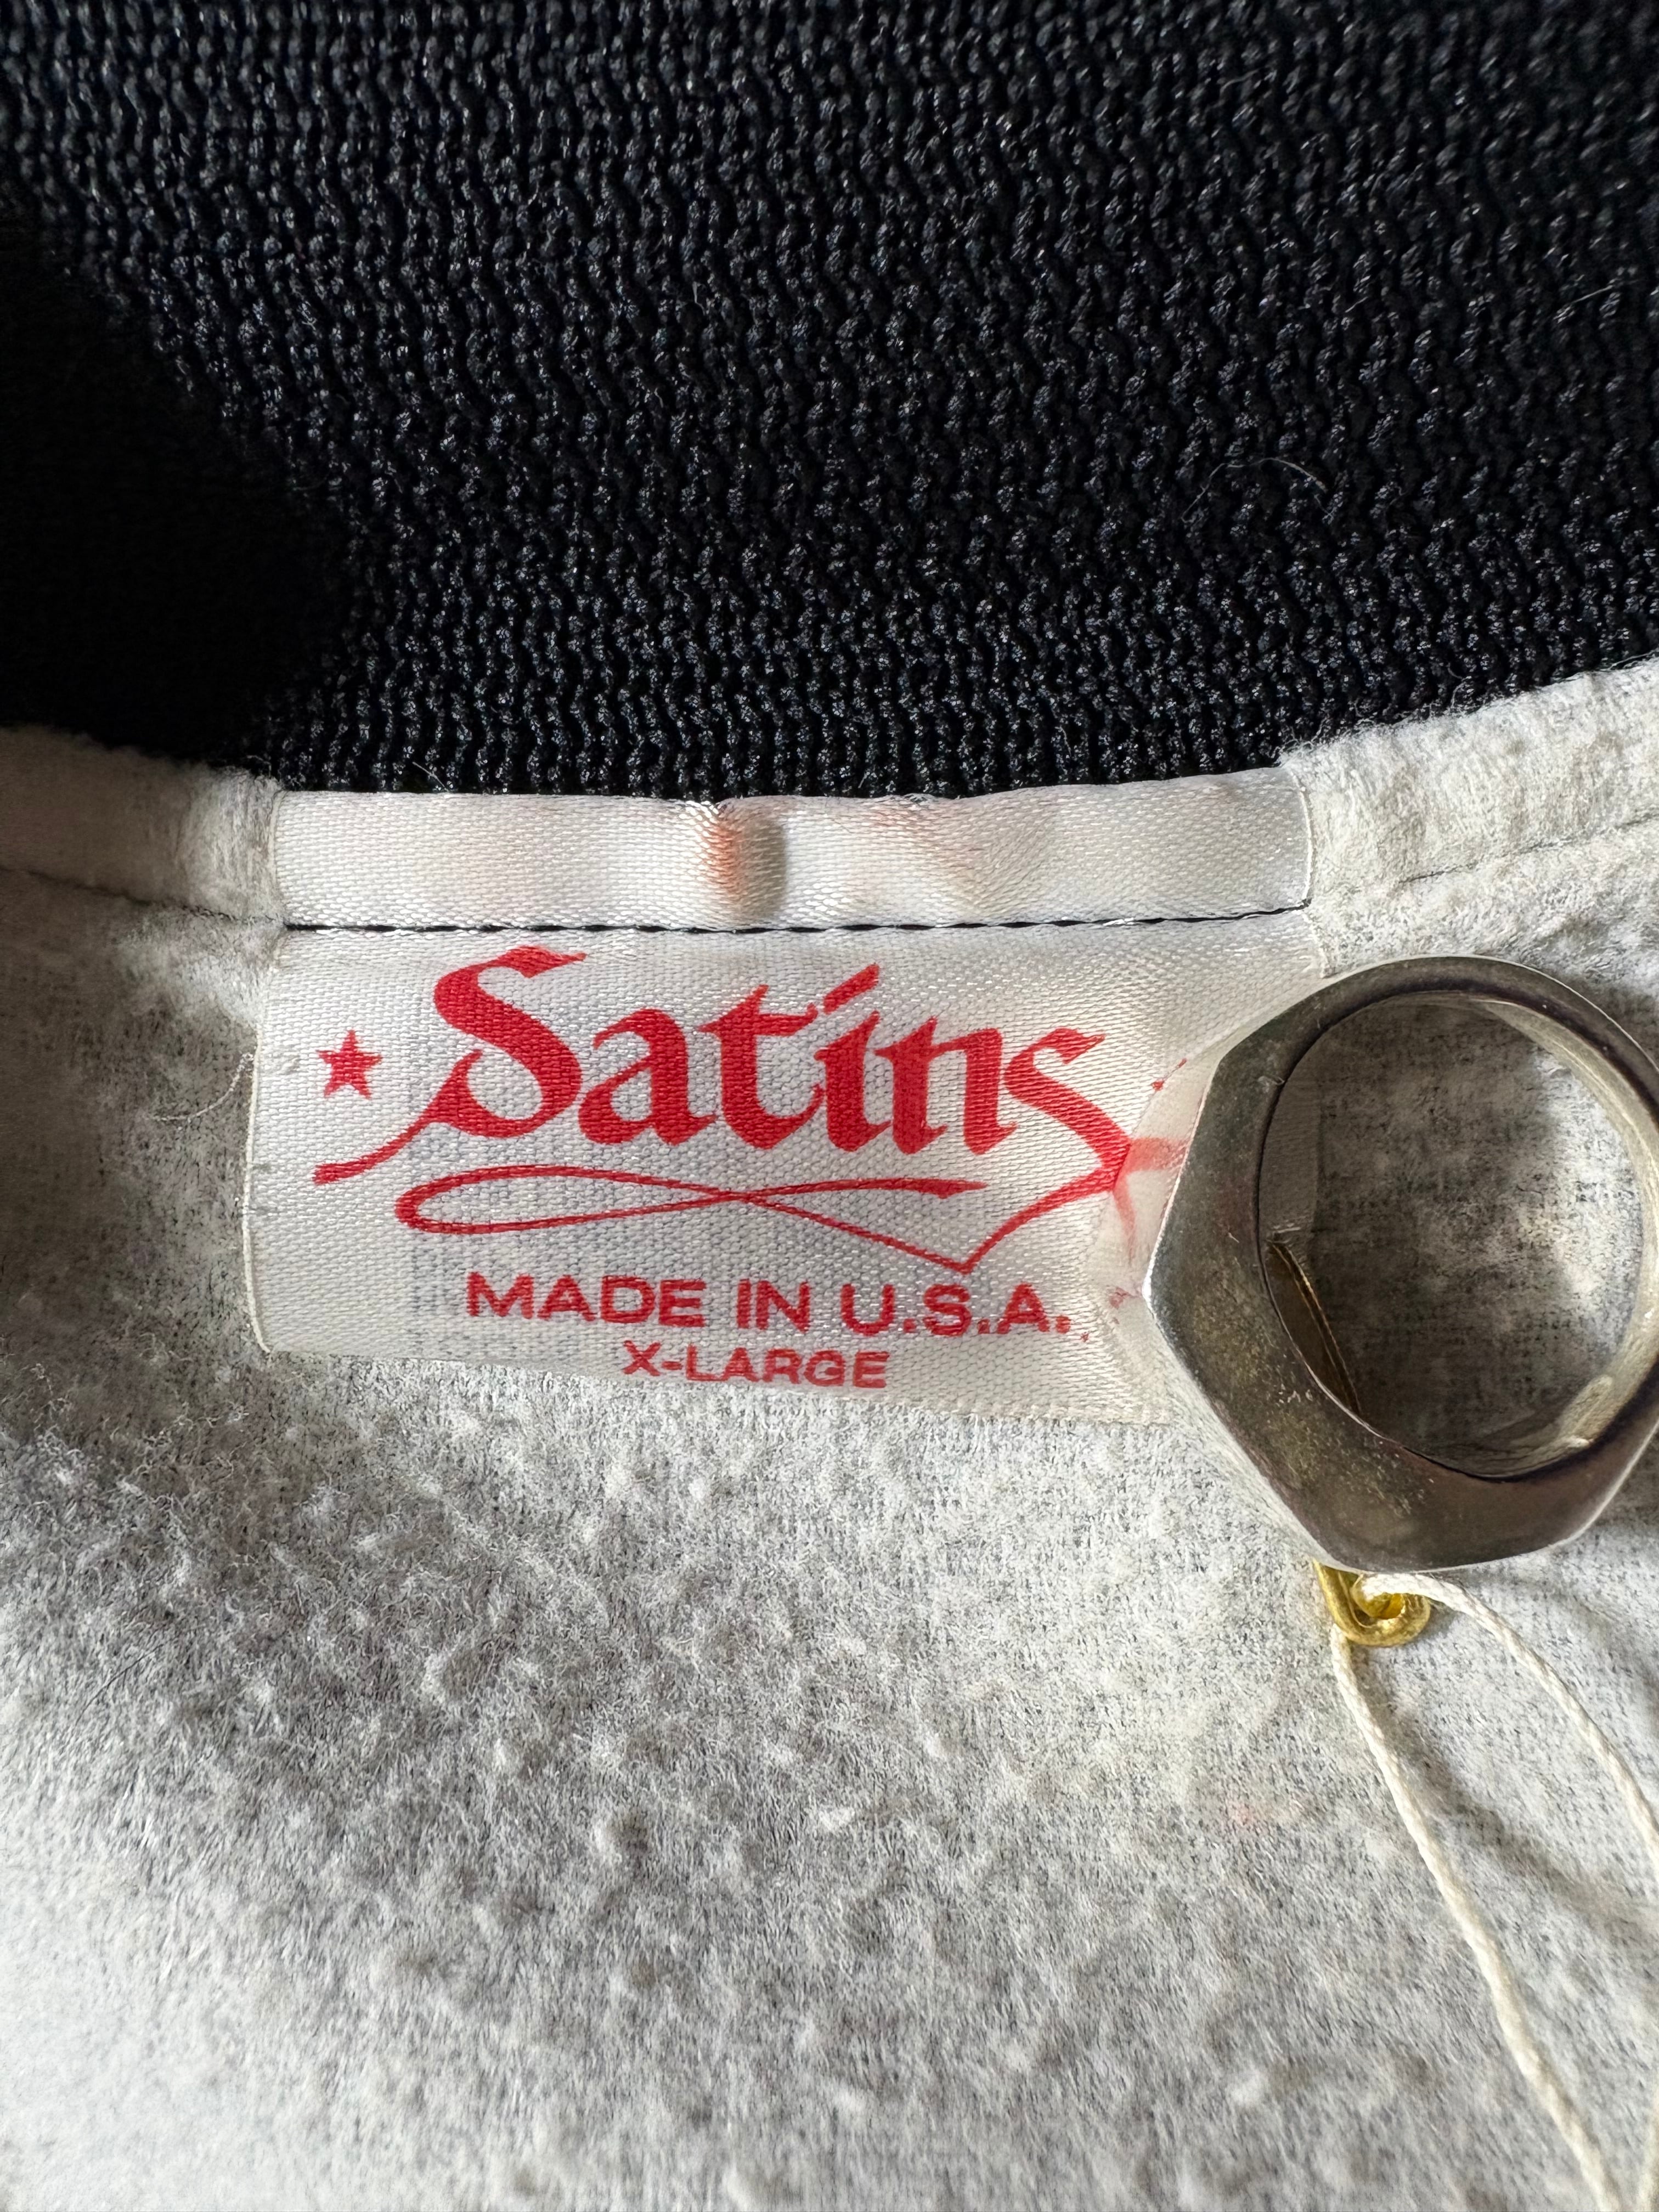 Satins
MADE IN U.S.A.
X-LARGE